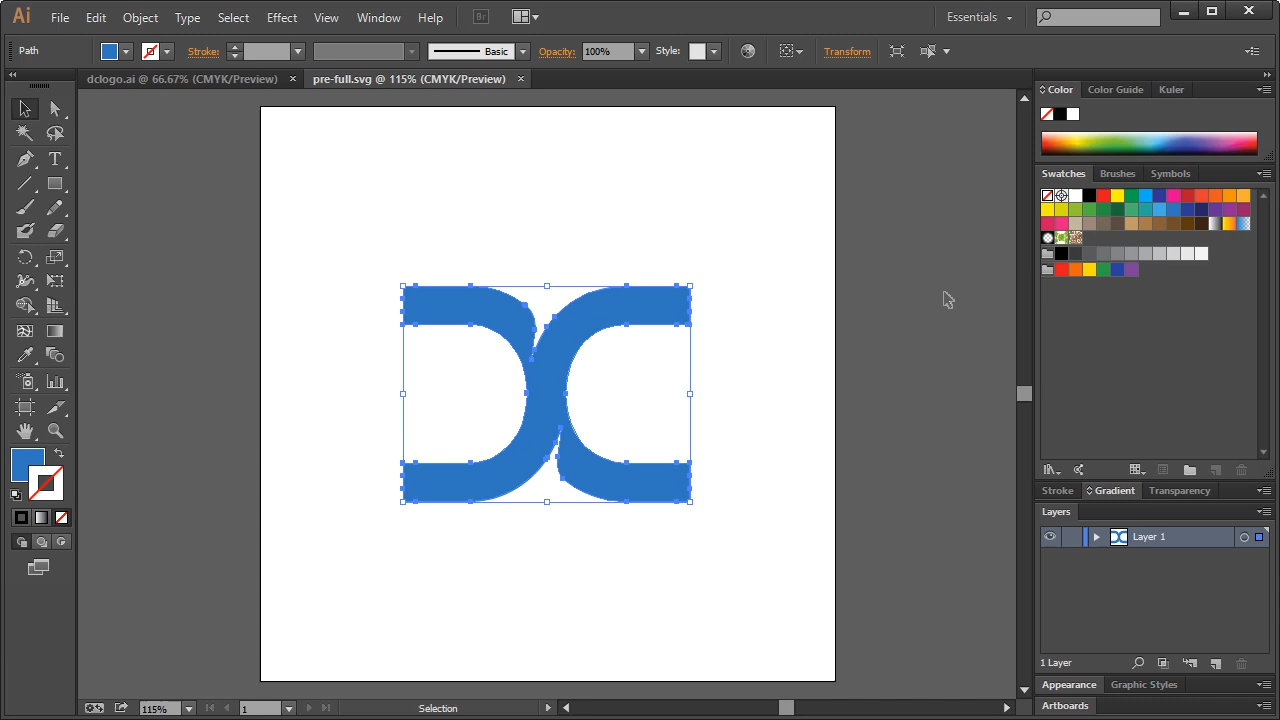 Ai File Edit Object Type Select Effect View Window Help Br Essentials
Path Stroke: Basic Opacity: 100% Style: Transform
dclogo.ai @ 66.67% (CMYK/Preview) pre-full.svg @ 115% (CMYK/Preview)
Color Color Guide Kuler
Swatches Brushes Symbols
Stroke Gradient Transparency
Layers
Layer 1
1 Layer
Appearance Graphic Styles
Artboards
115% 1 Selection